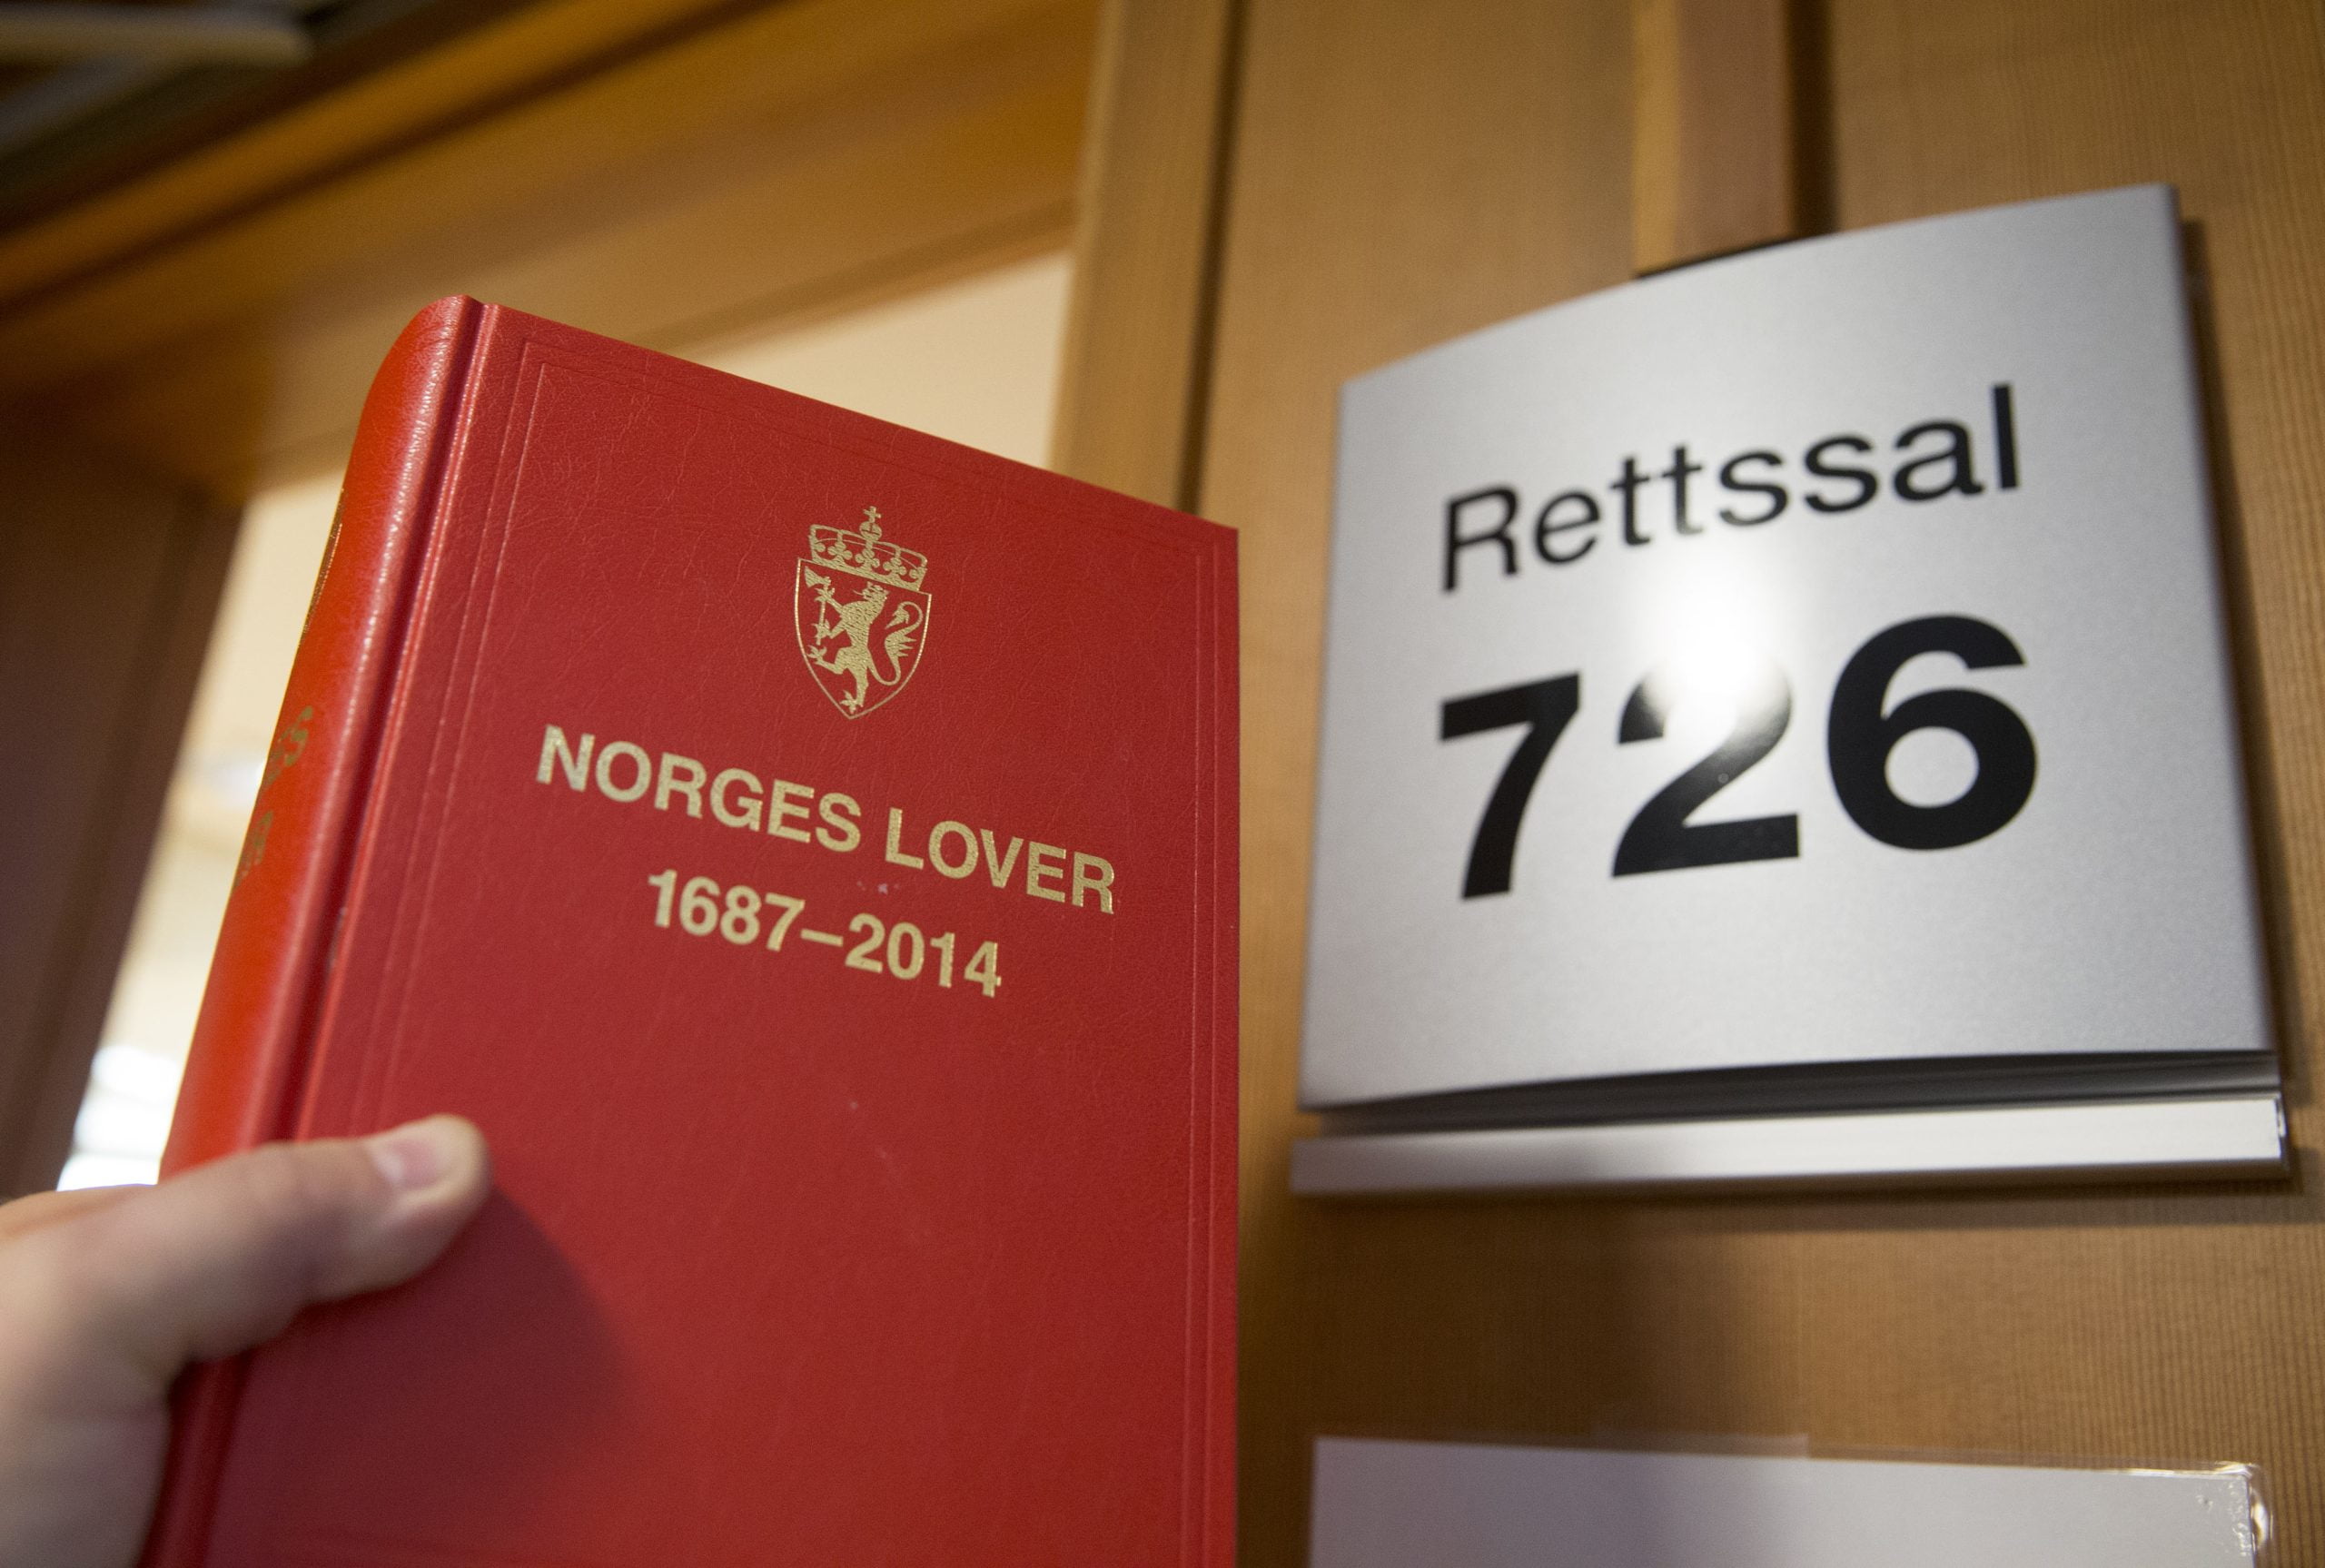 NORGES LOVER
1687–2014
Rettssal
726